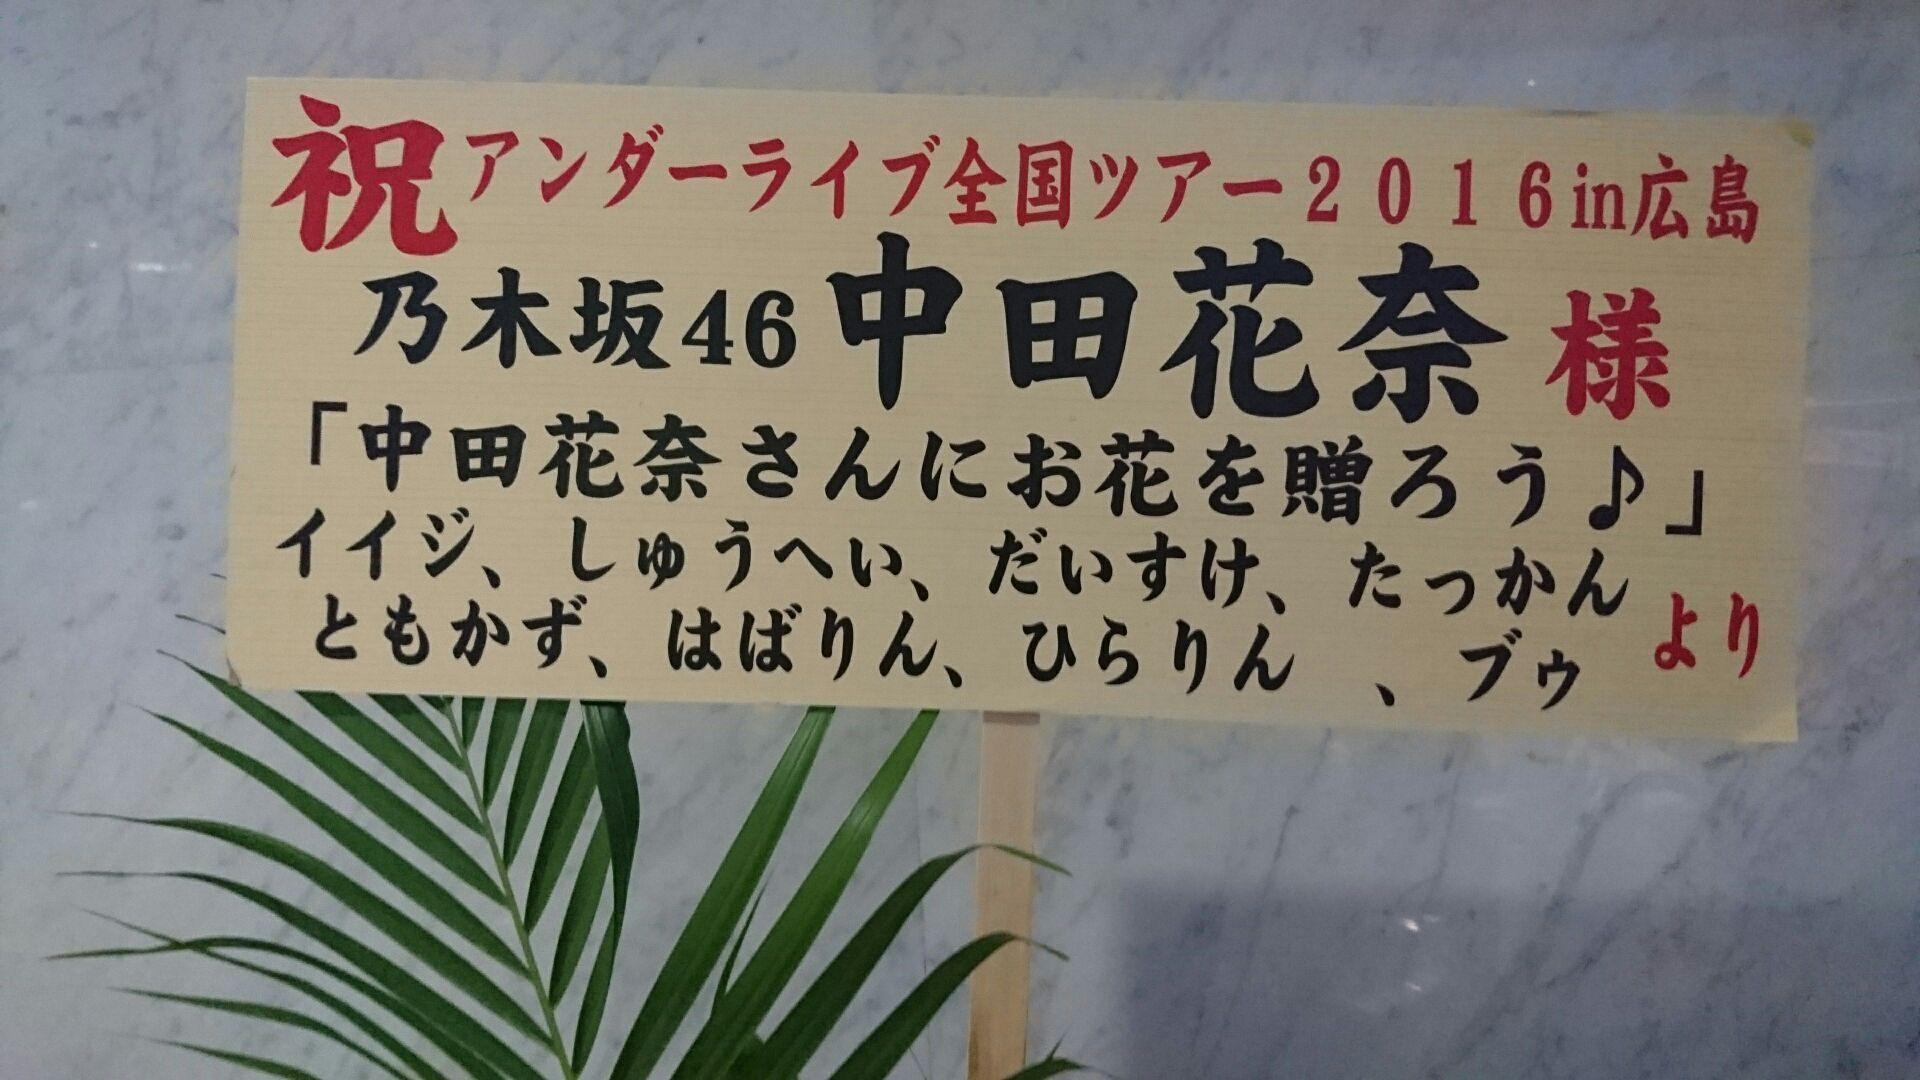 祝アンダーライブ全国ツアー２０１６in広島
乃木坂46 中田花奈 様
「中田花奈さんにお花を贈ろう♪」
イイジ、しゅうへい、だいすけ、たっかん
ともかず、はばりん、ひらりん 、ブゥ より